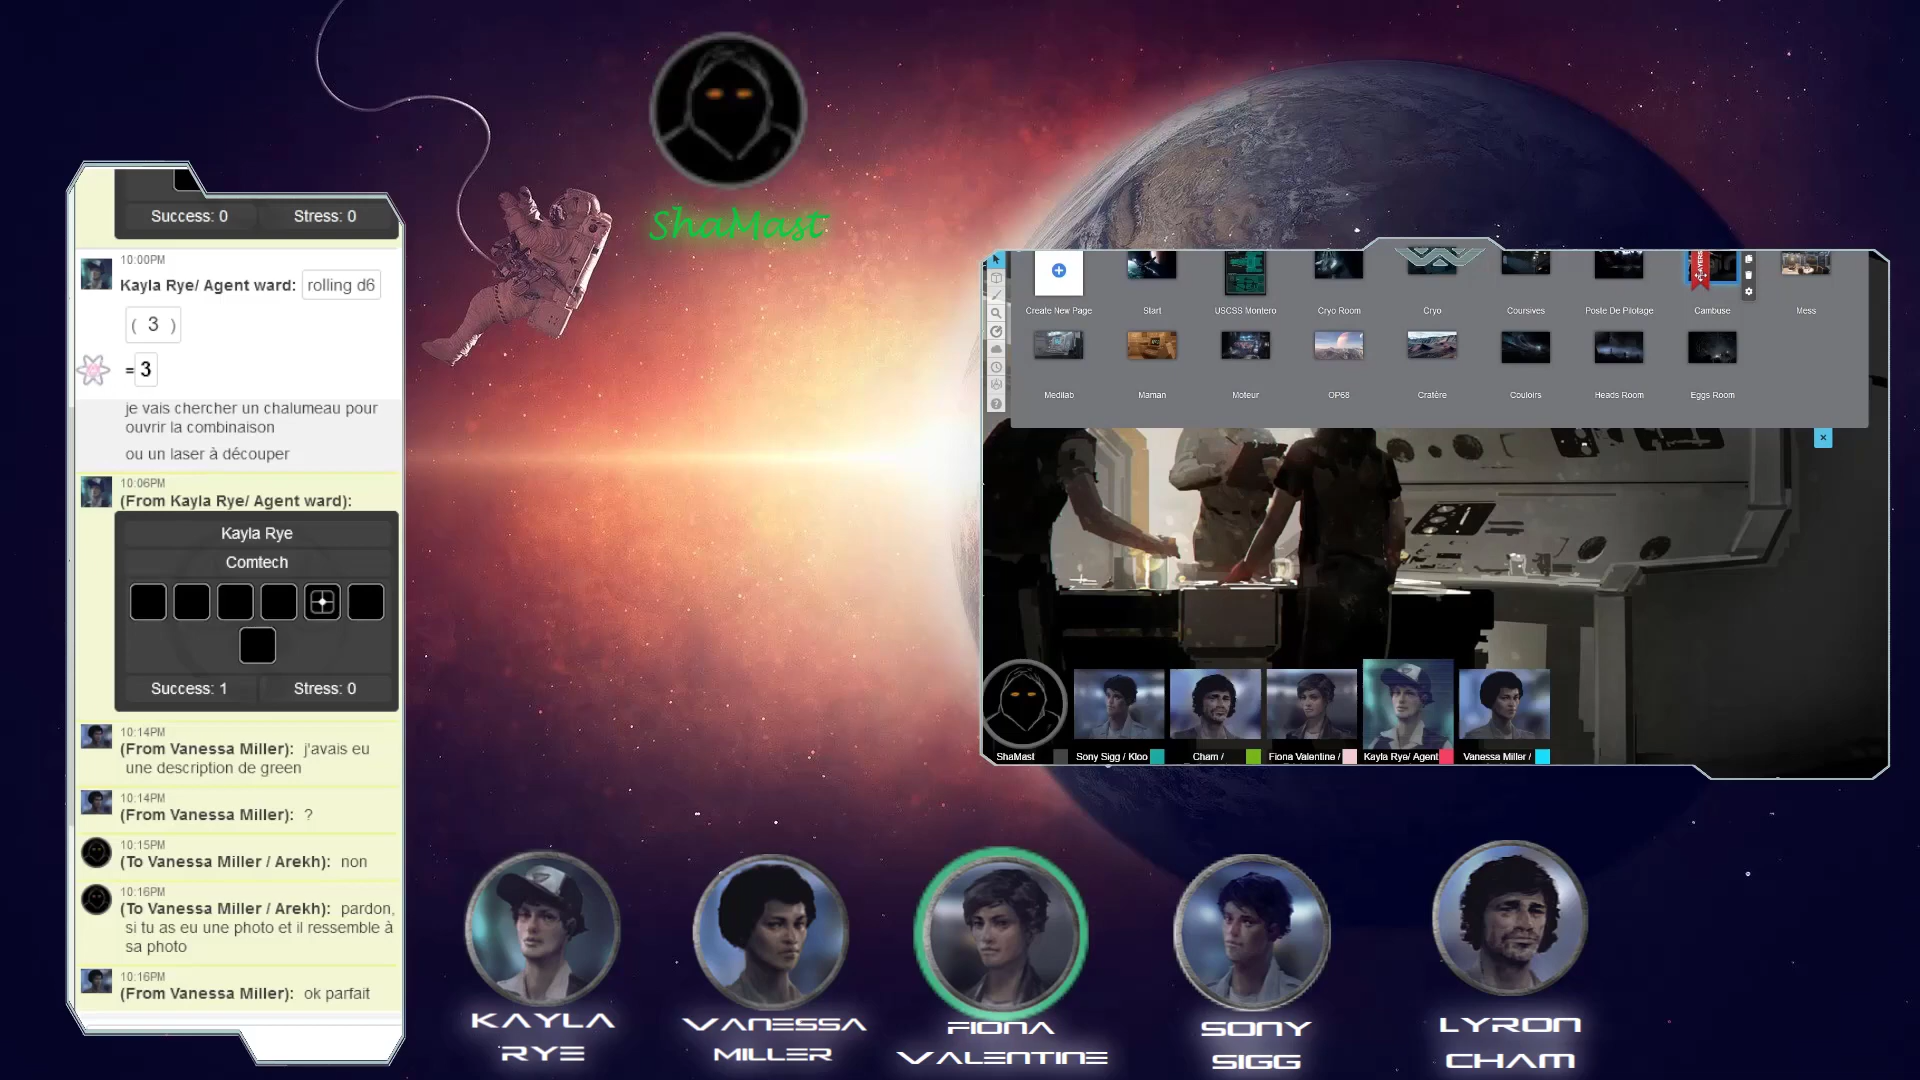 ShaMast
Success: 0 Stress: 0
10:00PM
Kayla Rye/ Agent ward: rolling d6
( 3 )
= 3
je vais chercher un chalumeau pour
ouvrir la combinaison
ou un laser à découper
10:06PM
(From Kayla Rye/ Agent ward):
Kayla Rye
Comtech
Success: 1 Stress: 0
10:14PM
(From Vanessa Miller): j'avais eu
une description de green
10:14PM
(From Vanessa Miller): ?
10:15PM
(To Vanessa Miller / Arekh): non
10:16PM
(To Vanessa Miller / Arekh): pardon,
si tu as eu une photo et il ressemble à
sa photo
10:16PM
(From Vanessa Miller): ok parfait
PLAYERS
Create New Page Start USCSS Montero Cryo Room Cryo Coursives Poste De Pilotage Cambuse Mess
Medilab Maman Moteur OP68 Cratère Couloirs Heads Room Eggs Room
ShaMast Sony Sigg / Kloo Cham / Fiona Valentine / Kayla Rye/ Agent Vanessa Miller /
KAYLA
RYE
VANESSA
MILLER
FIONA
VALENTINE
SONY
SIGG
LYRON
CHAM